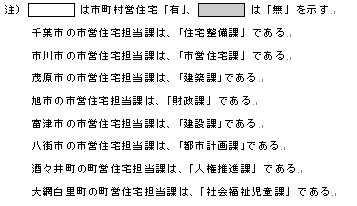 注） は市町村営住宅「有」、 は「無」を示す。
千葉市の市営住宅担当課は、「住宅整備課」である。
市川市の市営住宅担当課は、「市営住宅課」である。
茂原市の市営住宅担当課は、「建築課」である。
旭市の市営住宅担当課は、「財政課」である。
富津市の市営住宅担当課は、「建設課」である。
八街市の市営住宅担当課は、「都市計画課」である。
酒々井町の町営住宅担当課は、「人権推進課」である。
大網白里町の町営住宅担当課は、「社会福祉児童課」である。